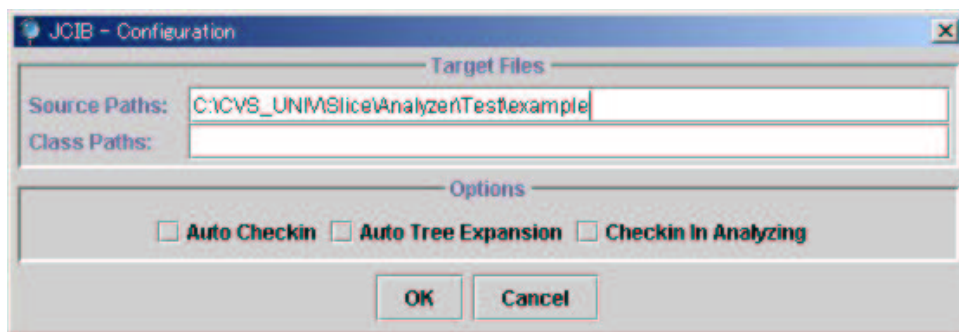 JCIB - Configuration
Target Files
Source Paths: C:\CVS_UNIV\Slice\Analyzer\Test\example
Class Paths:
Options
Auto Checkin Auto Tree Expansion Checkin In Analyzing
OK Cancel